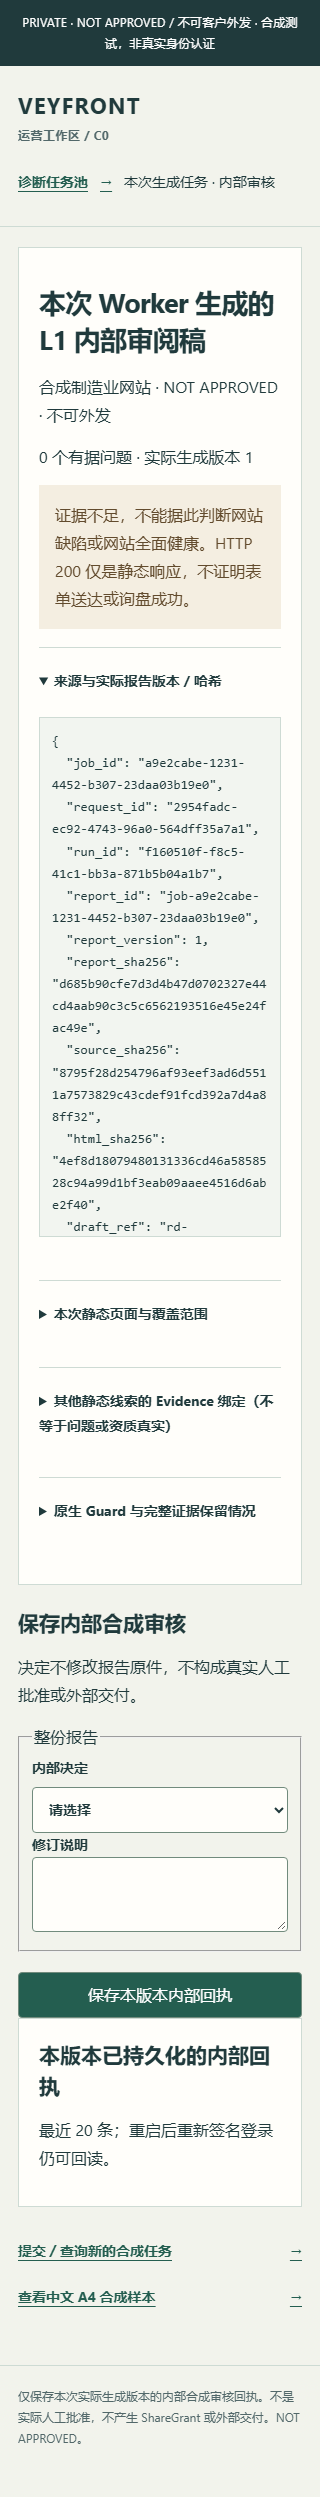 PRIVATE · NOT APPROVED / 不可客户外发 · 合成测
试，非真实身份认证
VEYFRONT
运营工作区 / C0
诊断任务池 → 本次生成任务 · 内部审核
本次 Worker 生成的
L1 内部审阅稿
合成制造业网站 · NOT APPROVED
· 不可外发
0 个有据问题 · 实际生成版本 1
证据不足，不能据此判断网站
缺陷或网站全面健康。HTTP
200 仅是静态响应，不证明表
单送达或询盘成功。
▼ 来源与实际报告版本 / 哈希
{
"job_id": "a9e2cabe-1231-
4452-b307-23daa03b19e0",
"request_id": "2954fadc-
ec92-4743-96a0-564dff35a7a1",
"run_id": "f160510f-f8c5-
41c1-bb3a-871b5b04a1b7",
"report_id": "job-a9e2cabe-
1231-4452-b307-23daa03b19e0",
"report_version": 1,
"report_sha256":
"d685b90cfe7d3d4b47d0702327e44
cd4aab90c3c5c6562193516e45e24f
ac49e",
"source_sha256":
"8795f28d254796af93eef3ad6d551
1a7573829c43cdef91fcd392a7d4a8
8ff32",
"html_sha256":
"4ef8d18079480131336cd46a58585
28c94a99d1bf3eab09aaee4516d6ab
e2f40",
"draft_ref": "rd-
▶ 本次静态页面与覆盖范围
▶ 其他静态线索的 Evidence 绑定（不
等于问题或资质真实）
▶ 原生 Guard 与完整证据保留情况
保存内部合成审核
决定不修改报告原件，不构成真实人工
批准或外部交付。
整份报告
内部决定
请选择
修订说明
保存本版本内部回执
本版本已持久化的内部回
执
最近 20 条；重启后重新签名登录
仍可回读。
提交 / 查询新的合成任务 →
查看中文 A4 合成样本 →
仅保存本次实际生成版本的内部合成审核回执。不是
实际人工批准，不产生 ShareGrant 或外部交付。NOT
APPROVED。